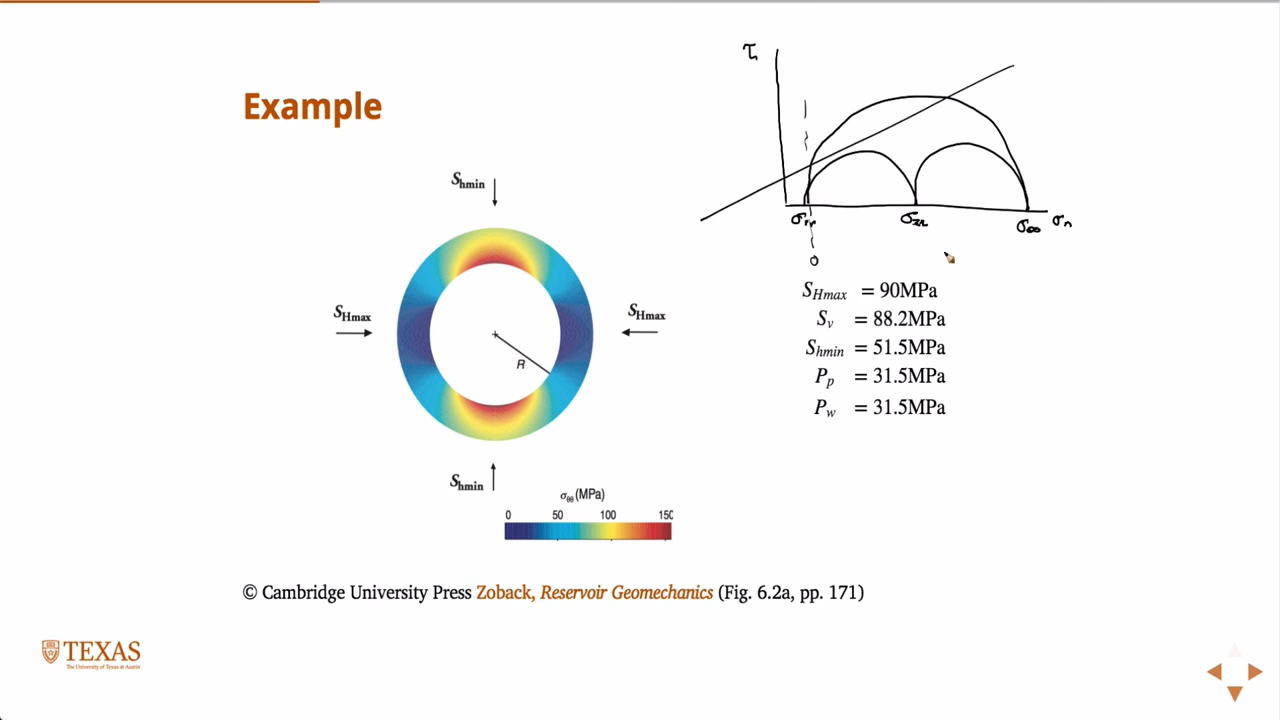 Example
τ
σrr
σzz
σθθ
σn
0
Shmin
SHmax
SHmax
R
Shmin
σθθ (MPa)
0 50 100 150
SHmax = 90MPa
Sv = 88.2MPa
Shmin = 51.5MPa
Pp = 31.5MPa
Pw = 31.5MPa
© Cambridge University Press Zoback, Reservoir Geomechanics (Fig. 6.2a, pp. 171)
TEXAS
The University of Texas at Austin